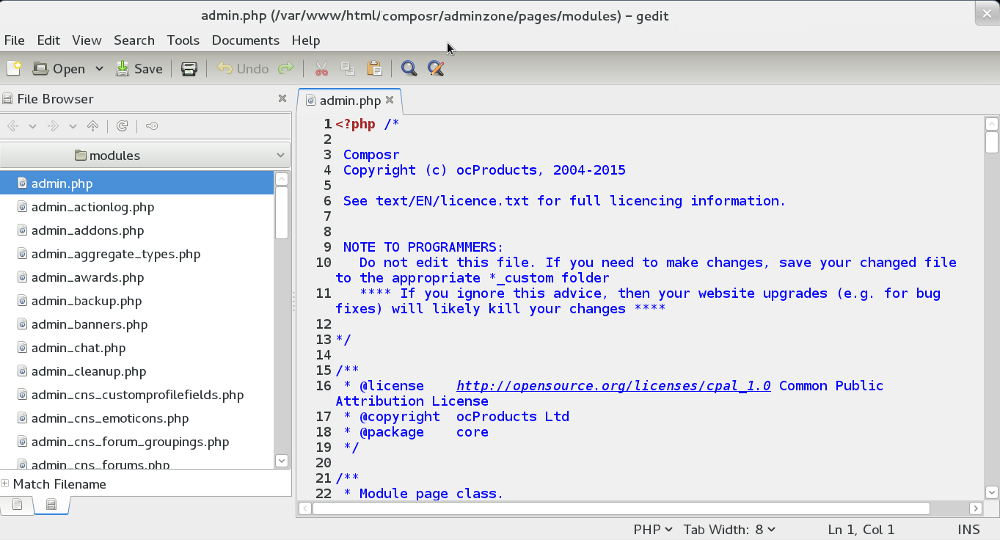 admin.php (/var/www/html/composr/adminzone/pages/modules) – gedit
File Edit View Search Tools Documents Help
Open Save Undo
File Browser
admin.php
modules
admin.php
admin_actionlog.php
admin_addons.php
admin_aggregate_types.php
admin_awards.php
admin_backup.php
admin_banners.php
admin_chat.php
admin_cleanup.php
admin_cns_customprofilefields.php
admin_cns_emoticons.php
admin_cns_forum_groupings.php
admin_cns_forums.php
Match Filename
1 <?php /*
2
3 Composr
4 Copyright (c) ocProducts, 2004-2015
5
6 See text/EN/licence.txt for full licencing information.
7
8
9 NOTE TO PROGRAMMERS:
10 Do not edit this file. If you need to make changes, save your changed file
to the appropriate *_custom folder
11 **** If you ignore this advice, then your website upgrades (e.g. for bug
fixes) will likely kill your changes ****
12
13 */
14
15 /**
16 * @license http://opensource.org/licenses/cpal_1.0 Common Public
Attribution License
17 * @copyright ocProducts Ltd
18 * @package core
19 */
20
21 /**
22 * Module page class.
PHP Tab Width: 8 Ln 1, Col 1 INS